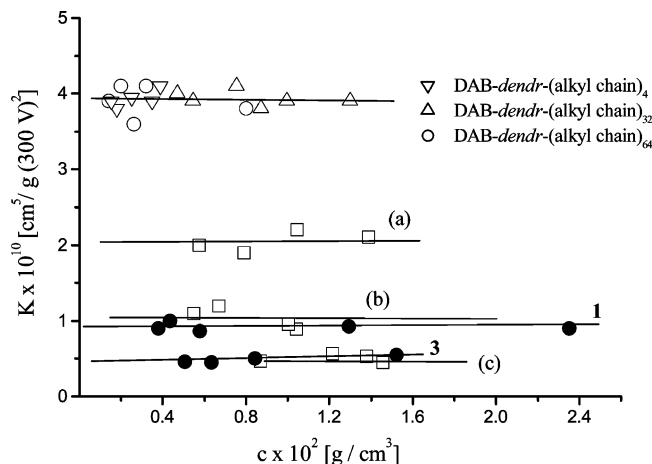 K x 10¹⁰ [cm⁵/ g (300 V)²]
5
4
3
2
1
0
DAB-dendr-(alkyl chain)₄
DAB-dendr-(alkyl chain)₃₂
DAB-dendr-(alkyl chain)₆₄
(a)
(b)
1
3
(c)
0.4 0.8 1.2 1.6 2.0 2.4
c x 10² [g / cm³]